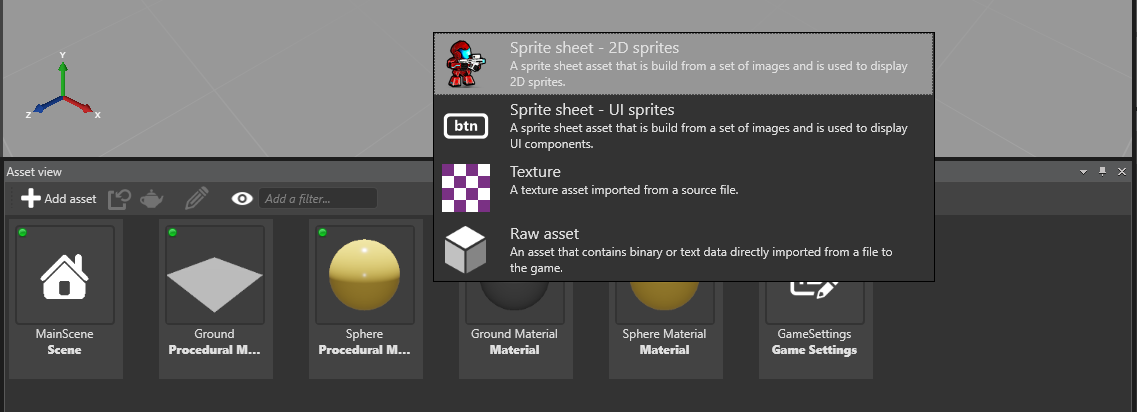 Y
Z
X
Sprite sheet - 2D sprites
A sprite sheet asset that is build from a set of images and is used to display
2D sprites.
btn
Sprite sheet - UI sprites
A sprite sheet asset that is build from a set of images and is used to display
UI components.
Texture
A texture asset imported from a source file.
Raw asset
An asset that contains binary or text data directly imported from a file to
the game.
Asset view
Add asset
Add a filter...
MainScene
Scene
Ground
Procedural M...
Sphere
Procedural M...
Ground Material
Material
Sphere Material
Material
GameSettings
Game Settings